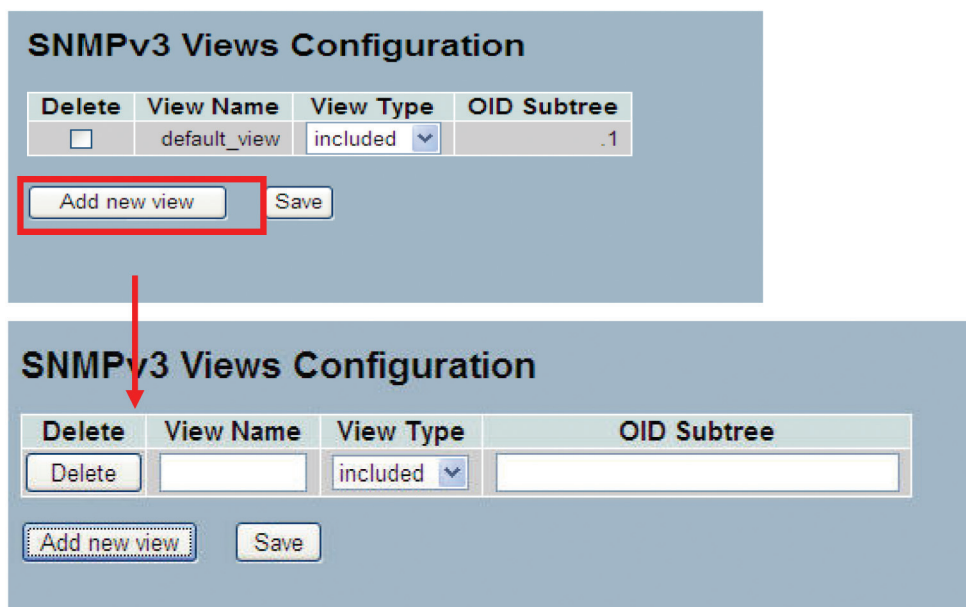 SNMPv3 Views Configuration
Delete View Name View Type OID Subtree
default_view included .1
Add new view Save
SNMPv3 Views Configuration
Delete View Name View Type OID Subtree
Delete included
Add new view Save